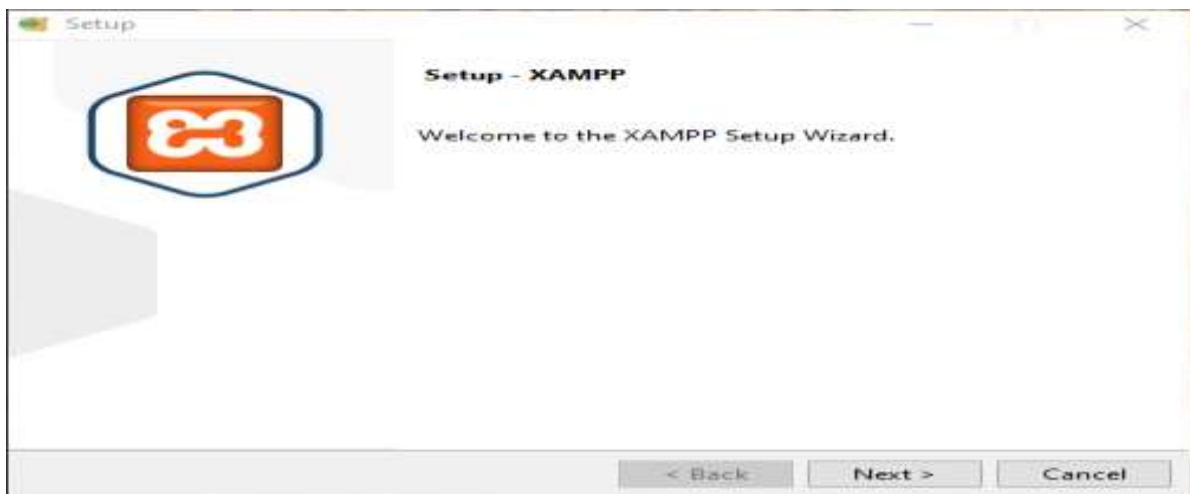 Setup
Setup - XAMPP
Welcome to the XAMPP Setup Wizard.
< Back
Next >
Cancel